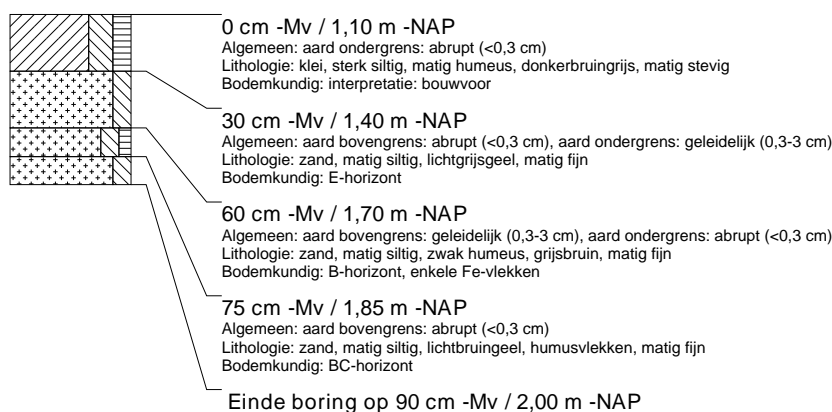 0 cm -Mv / 1,10 m -NAP
Algemeen: aard ondergrens: abrupt (<0,3 cm)
Lithologie: klei, sterk siltig, matig humeus, donkerbruingrijs, matig stevig
Bodemkundig: interpretatie: bouwvoor
30 cm -Mv / 1,40 m -NAP
Algemeen: aard bovengrens: abrupt (<0,3 cm), aard ondergrens: geleidelijk (0,3-3 cm)
Lithologie: zand, matig siltig, lichtgrijsgeel, matig fijn
Bodemkundig: E-horizont
60 cm -Mv / 1,70 m -NAP
Algemeen: aard bovengrens: geleidelijk (0,3-3 cm), aard ondergrens: abrupt (<0,3 cm)
Lithologie: zand, matig siltig, zwak humeus, grijsbruin, matig fijn
Bodemkundig: B-horizont, enkele Fe-vlekken
75 cm -Mv / 1,85 m -NAP
Algemeen: aard bovengrens: abrupt (<0,3 cm)
Lithologie: zand, matig siltig, lichtbruingeel, humusvlekken, matig fijn
Bodemkundig: BC-horizont
Einde boring op 90 cm -Mv / 2,00 m -NAP